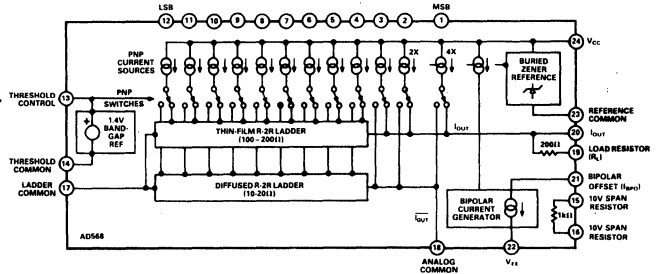 LSB
MSB
12 11 10 9 8 7 6 5 4 3 2 1
24 VCC
PNP
CURRENT
SOURCES
2X
4X
BURIED
ZENER
REFERENCE
THRESHOLD
CONTROL
13
PNP
SWITCHES
23
REFERENCE
COMMON
+
1.4V
BAND-
GAP
REF
THIN-FILM R-2R LADDER
(100 - 200Ω)
IOUT
20 IOUT
200Ω
19 LOAD RESISTOR
(RL)
THRESHOLD
COMMON
14
LADDER
COMMON
17
DIFFUSED R-2R LADDER
(10-20Ω)
21 BIPOLAR
OFFSET (IBPO)
BIPOLAR
CURRENT
GENERATOR
15 10V SPAN
RESISTOR
1kΩ
16 10V SPAN
RESISTOR
IOUT
AD568
18
ANALOG
COMMON
22
VEE